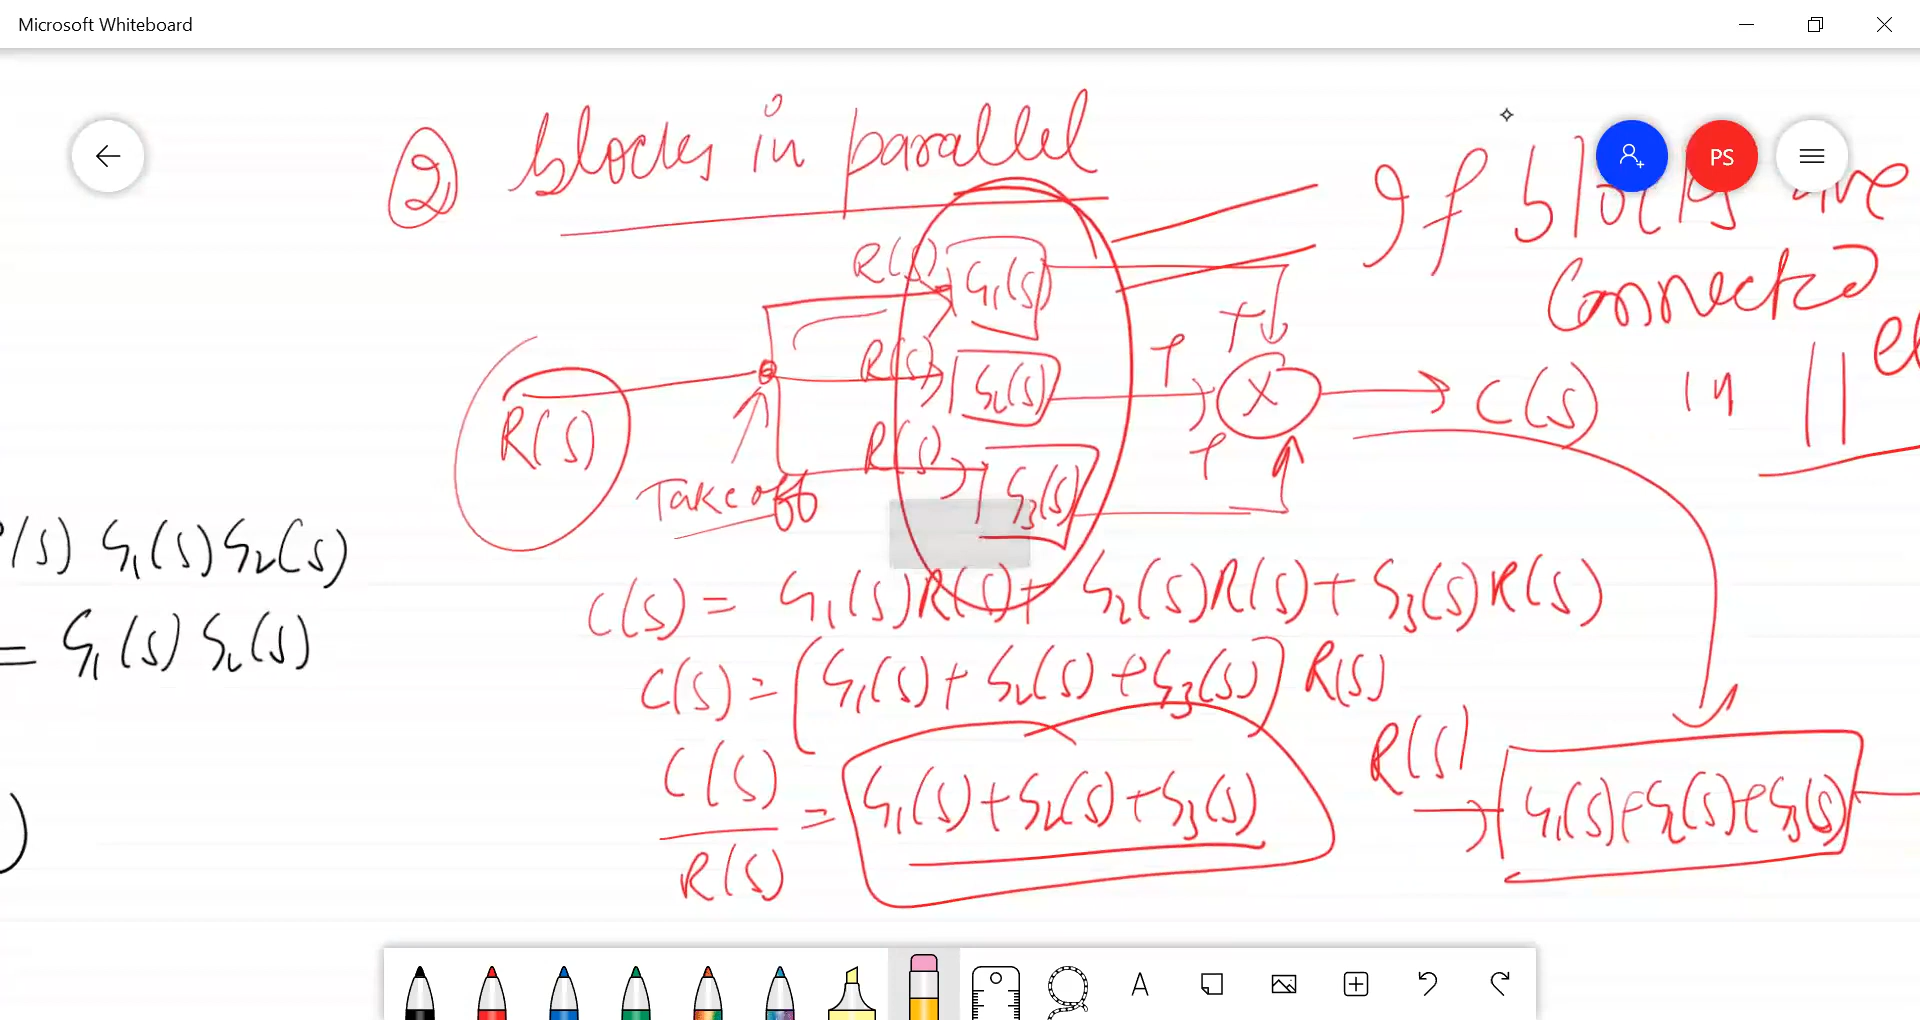 Microsoft Whiteboard
② blocks in parallel
PS
If blocks are
connected
in ||el
R(s)
G1(s)
R(s)
G2(s)
R(s)
G3(s)
R(s)
Takeoff
+
+
+
X
C(s)
R(s) G1(s) G2(s)
= G1(s) G2(s)
C(s) = G1(s)R(s) + G2(s)R(s) + G3(s)R(s)
C(s) = [G1(s) + G2(s) + G3(s)] R(s)
C(s)
R(s)
= G1(s) + G2(s) + G3(s)
R(s)
G1(s) + G2(s) + G3(s)
)
A